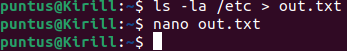 puntus@Kirill:~$ ls -la /etc > out.txt
puntus@Kirill:~$ nano out.txt
puntus@Kirill:~$